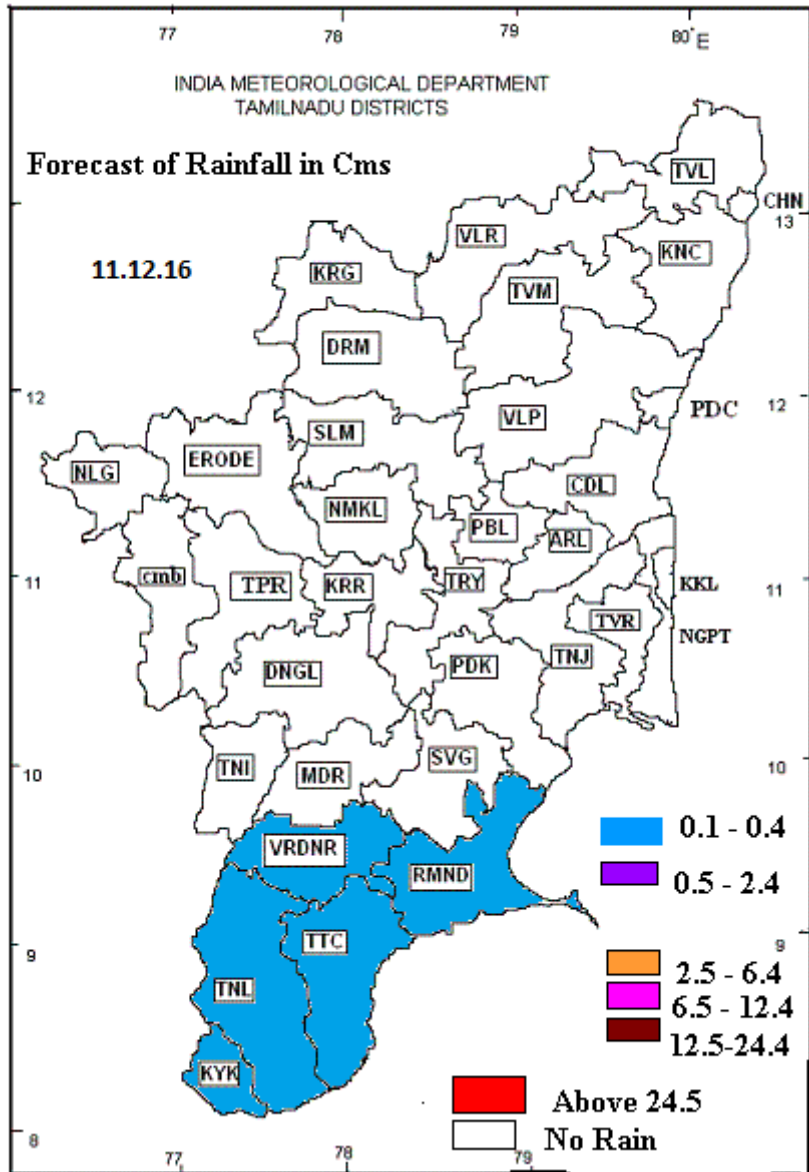 77 78 79 80° E
INDIA METEOROLOGICAL DEPARTMENT
TAMILNADU DISTRICTS
Forecast of Rainfall in Cms
11.12.16
TVL
CHN
13
VLR
KNC
KRG
TVM
DRM
12
12
PDC
VLP
SLM
ERODE
NLG
CDL
NMKL
PBL
ARL
11
cmb
TPR
KRR
TRY
KKL
11
TVR
NGPT
DNGL
PDK
TNJ
10
TNI
MDR
SVG
10
0.1 - 0.4
VRDNR
RMND
0.5 - 2.4
9
TTC
9
TNL
2.5 - 6.4
6.5 - 12.4
12.5-24.4
KYK
Above 24.5
No Rain
8
77 78 79